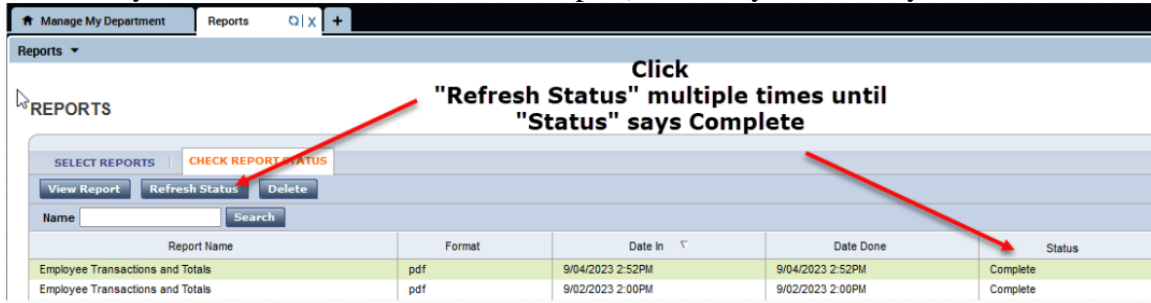 Manage My Department Reports X +
Reports
Click
"Refresh Status" multiple times until
"Status" says Complete
REPORTS
SELECT REPORTS CHECK REPORT STATUS
View Report Refresh Status Delete
Name Search
Report Name Format Date In Date Done Status
Employee Transactions and Totals pdf 9/04/2023 2:52PM 9/04/2023 2:52PM Complete
Employee Transactions and Totals pdf 9/02/2023 2:00PM 9/02/2023 2:00PM Complete